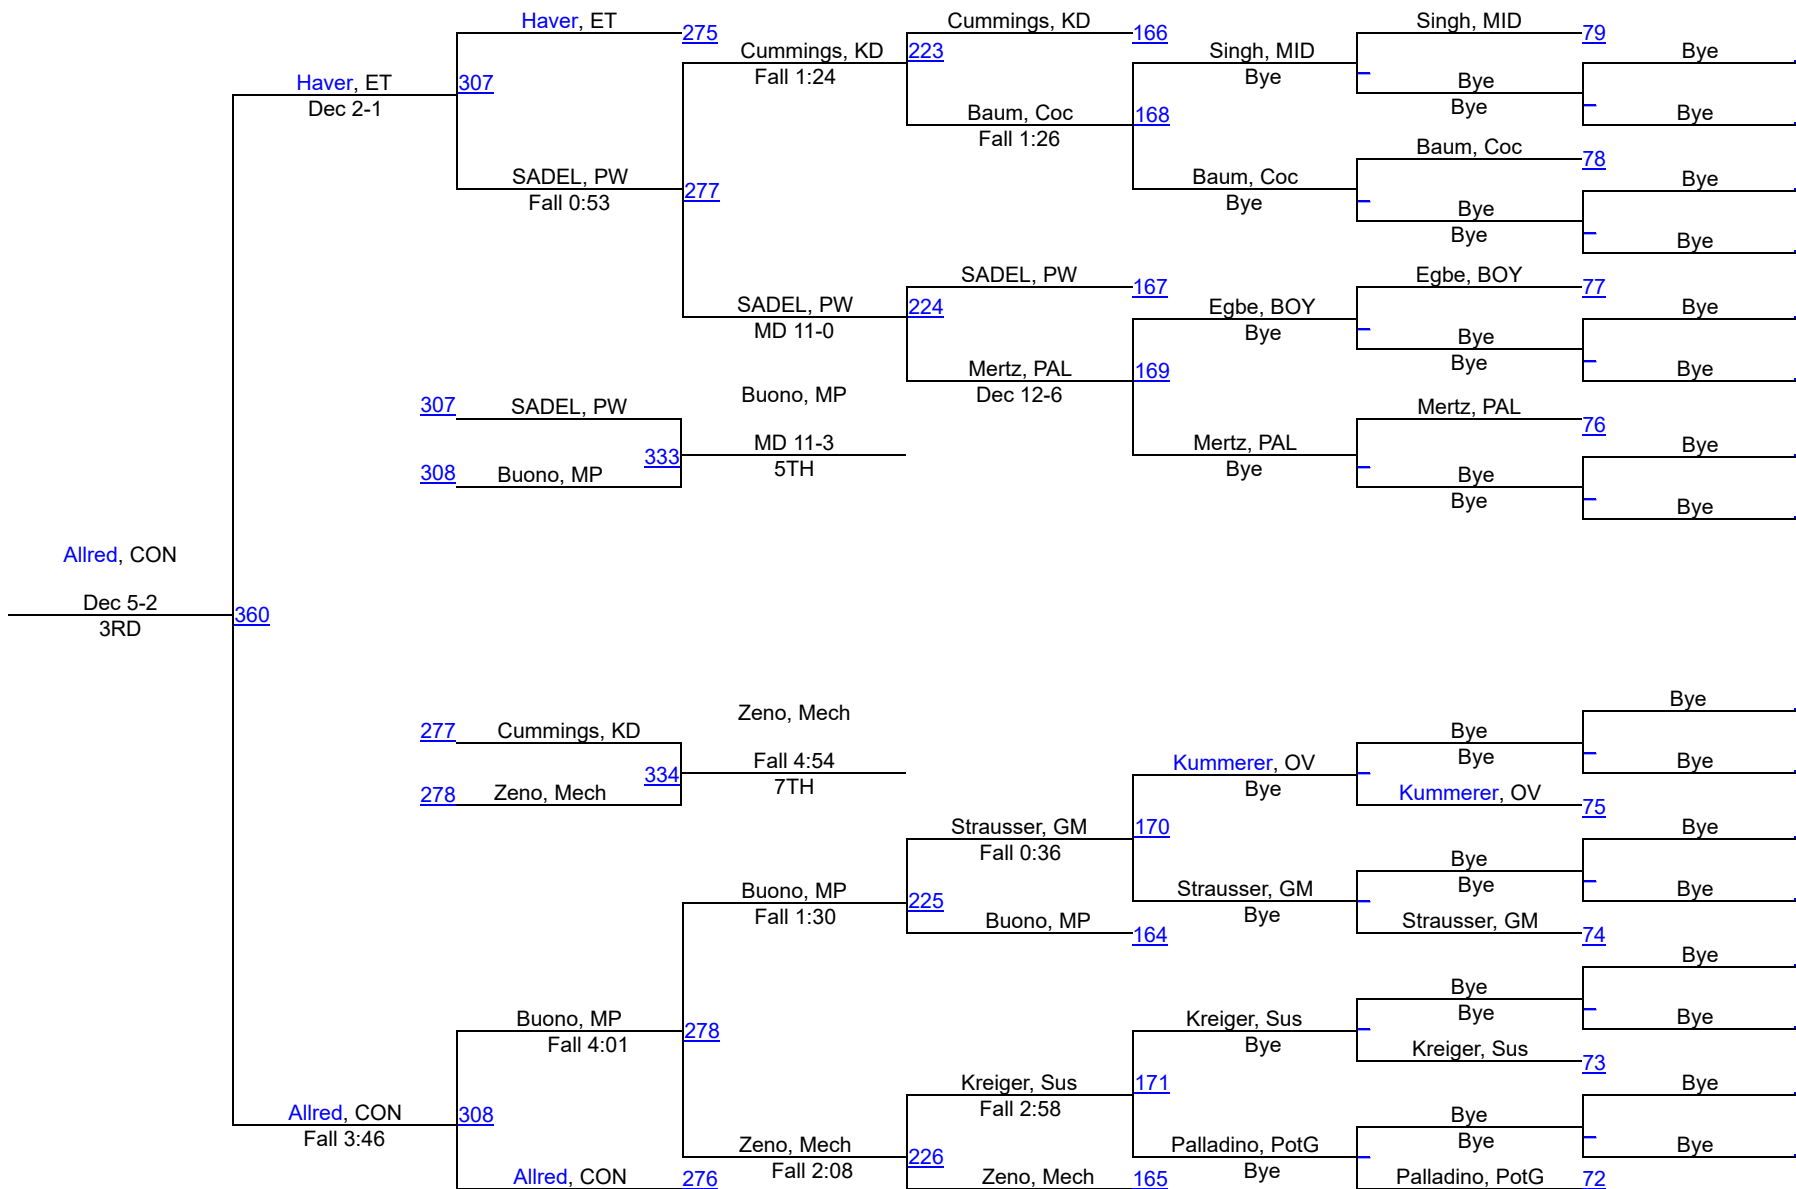 Haver, ET
275
Cummings, KD
166
Singh, MID
79
Cummings, KD
223
Singh, MID
Bye
Fall 1:24
Bye
Bye
Haver, ET
307
Bye
Dec 2-1
Baum, Coc
168
Bye
Fall 1:26
Baum, Coc
78
SADEL, PW
277
Baum, Coc
Bye
Fall 0:53
Bye
Bye
Bye
Bye
SADEL, PW
167
Egbe, BOY
77
SADEL, PW
224
Egbe, BOY
Bye
MD 11-0
Bye
Bye
Bye
Mertz, PAL
169
Bye
Buono, MP
Dec 12-6
307
SADEL, PW
Mertz, PAL
76
MD 11-3
Mertz, PAL
Bye
333
5TH
Bye
308
Buono, MP
Bye
Bye
Bye
Allred, CON
Dec 5-2
360
3RD
Bye
Zeno, Mech
277
Cummings, KD
Bye
Fall 4:54
Kummerer, OV
Bye
Bye
334
7TH
Bye
278
Zeno, Mech
Kummerer, OV
75
Strausser, GM
170
Bye
Fall 0:36
Bye
Buono, MP
225
Strausser, GM
Bye
Bye
Fall 1:30
Bye
Buono, MP
164
Strausser, GM
74
Bye
Bye
Buono, MP
278
Kreiger, Sus
Bye
Bye
Fall 4:01
Bye
Kreiger, Sus
73
Kreiger, Sus
171
Bye
Allred, CON
308
Fall 2:58
Bye
Fall 3:46
Zeno, Mech
226
Palladino, PotG
Bye
Bye
Fall 2:08
Bye
Allred, CON
276
Zeno, Mech
165
Palladino, PotG
72